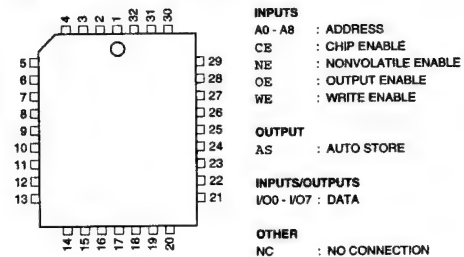 4 3 2 1 32 31 30
5
6
7
8
9
10
11
12
13
29
28
27
26
25
24
23
22
21
14 15 16 17 18 19 20
INPUTS
A0 - A8 : ADDRESS
CE : CHIP ENABLE
NE : NONVOLATILE ENABLE
OE : OUTPUT ENABLE
WE : WRITE ENABLE
OUTPUT
AS : AUTO STORE
INPUTS/OUTPUTS
I/O0 - I/O7 : DATA
OTHER
NC : NO CONNECTION